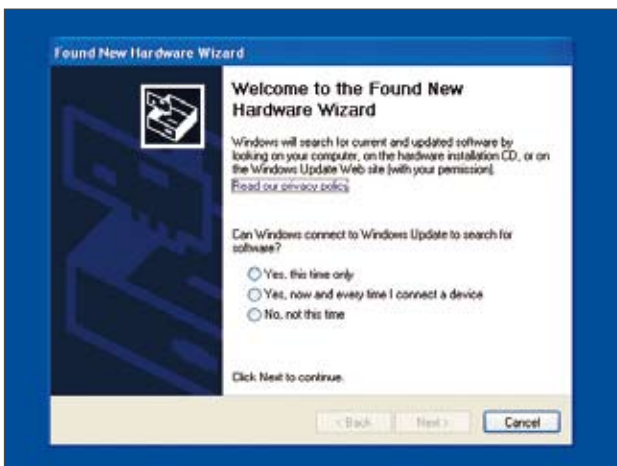 Found New Hardware Wizard
Welcome to the Found New
Hardware Wizard
Windows will search for current and updated software by
looking on your computer, on the hardware installation CD, or on
the Windows Update Web site (with your permission).
Read our privacy policy
Can Windows connect to Windows Update to search for
software?
Yes, this time only
Yes, now and every time I connect a device
No, not this time
Click Next to continue.
< Back
Next >
Cancel